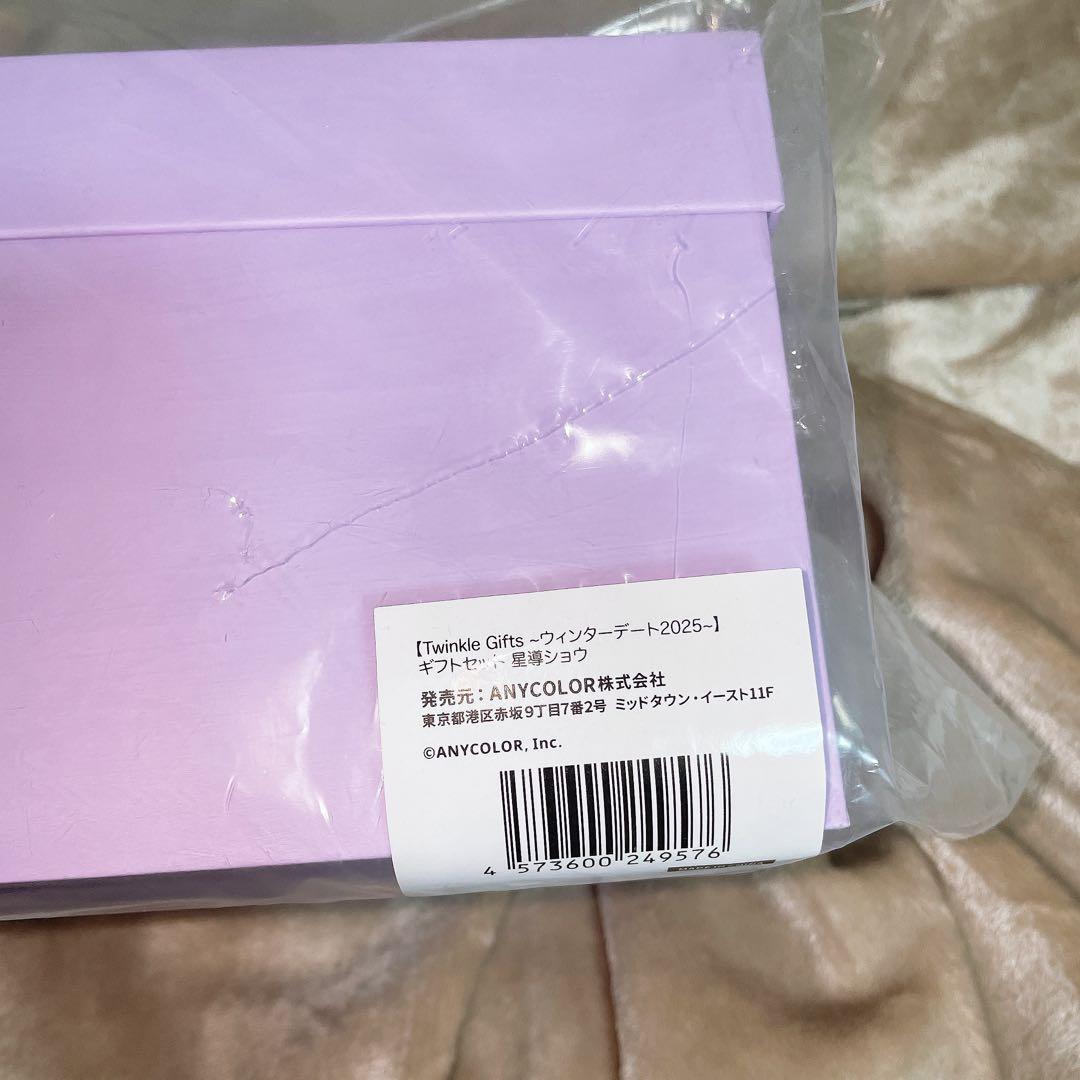 【Twinkle Gifts ~ウィンターデート2025~】
ギフトセット 星導ショウ
発売元：ANYCOLOR株式会社
東京都港区赤坂9丁目7番2号 ミッドタウン・イースト11F
©ANYCOLOR, Inc.
4 573600 249576